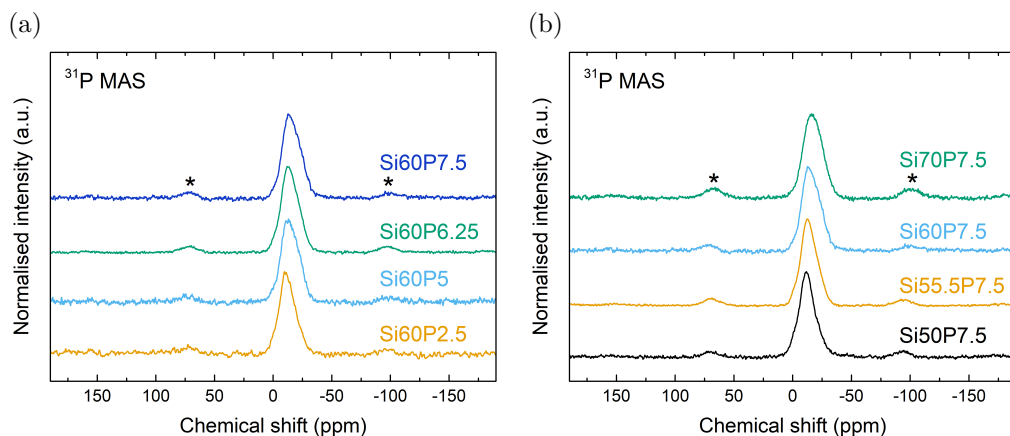 (a)
³¹P MAS
Si60P7.5
*
*
Si60P6.25
Si60P5
Si60P2.5
Normalised intensity (a.u.)
150 100 50 0 -50 -100 -150
Chemical shift (ppm)
(b)
³¹P MAS
Si70P7.5
*
*
Si60P7.5
Si55.5P7.5
Si50P7.5
Normalised intensity (a.u.)
150 100 50 0 -50 -100 -150
Chemical shift (ppm)